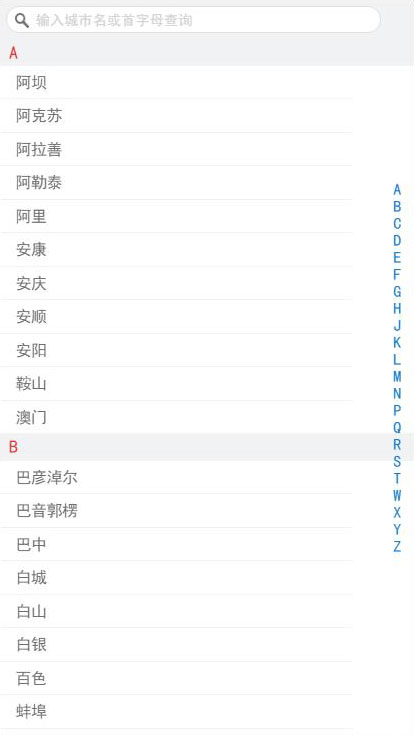 输入城市名或首字母查询
A
阿坝
阿克苏
阿拉善
阿勒泰
阿里
安康
安庆
安顺
安阳
鞍山
澳门
B
巴彦淖尔
巴音郭楞
巴中
白城
白山
白银
百色
蚌埠
A
B
C
D
E
F
G
H
J
K
L
M
N
P
Q
R
S
T
W
X
Y
Z